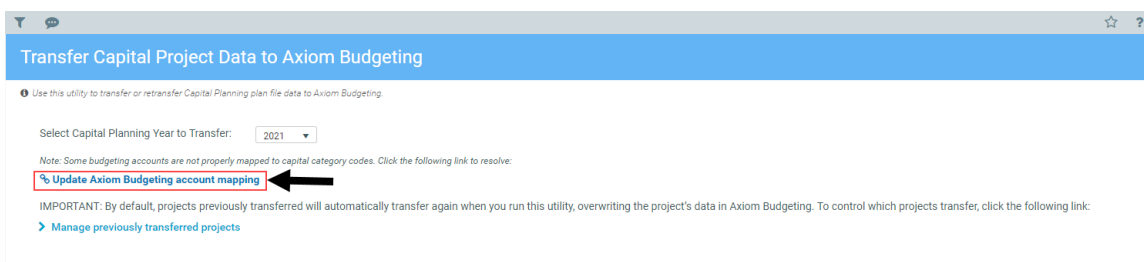 ?
Transfer Capital Project Data to Axiom Budgeting
Use this utility to transfer or retransfer Capital Planning plan file data to Axiom Budgeting.
Select Capital Planning Year to Transfer: 2021
Note: Some budgeting accounts are not properly mapped to capital category codes. Click the following link to resolve:
Update Axiom Budgeting account mapping
IMPORTANT: By default, projects previously transferred will automatically transfer again when you run this utility, overwriting the project's data in Axiom Budgeting. To control which projects transfer, click the following link:
Manage previously transferred projects